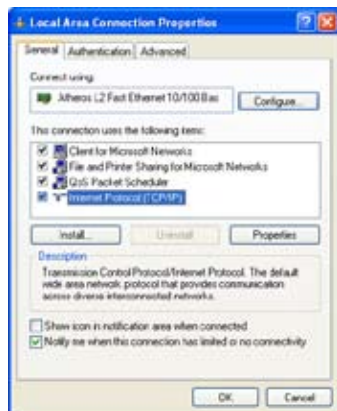 Local Area Connection Properties
General Authentication Advanced
Connect using:
Atheros L2 Fast Ethernet 10/100 Bas
Configure...
This connection uses the following items:
Client for Microsoft Networks
File and Printer Sharing for Microsoft Networks
QoS Packet Scheduler
Internet Protocol (TCP/IP)
Install... Uninstall Properties
Description
Transmission Control Protocol/Internet Protocol. The default
wide area network protocol that provides communication
across diverse interconnected networks.
Show icon in notification area when connected
Notify me when this connection has limited or no connectivity
OK Cancel